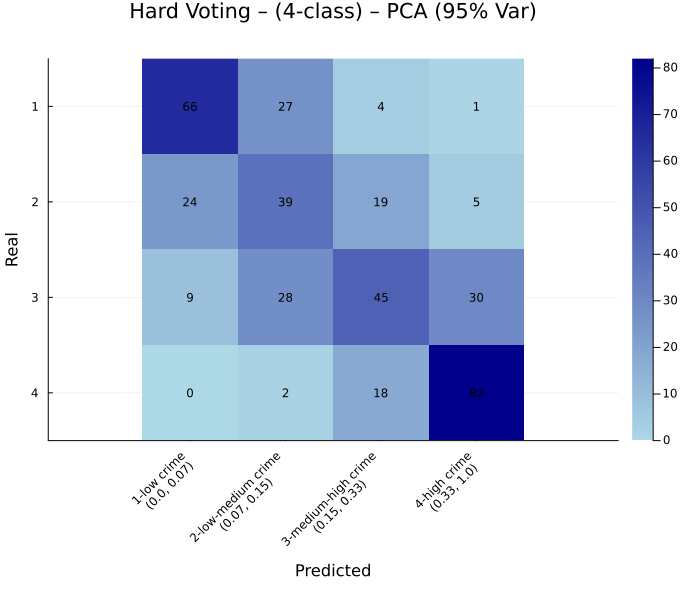 Hard Voting – (4-class) – PCA (95% Var)
Real
1
66 27 4 1
2
24 39 19 5
3
9 28 45 30
4
0 2 18 82
1-low crime
(0.0, 0.07)
2-low-medium crime
(0.07, 0.15)
3-medium-high crime
(0.15, 0.33)
4-high crime
(0.33, 1.0)
Predicted
80
70
60
50
40
30
20
10
0